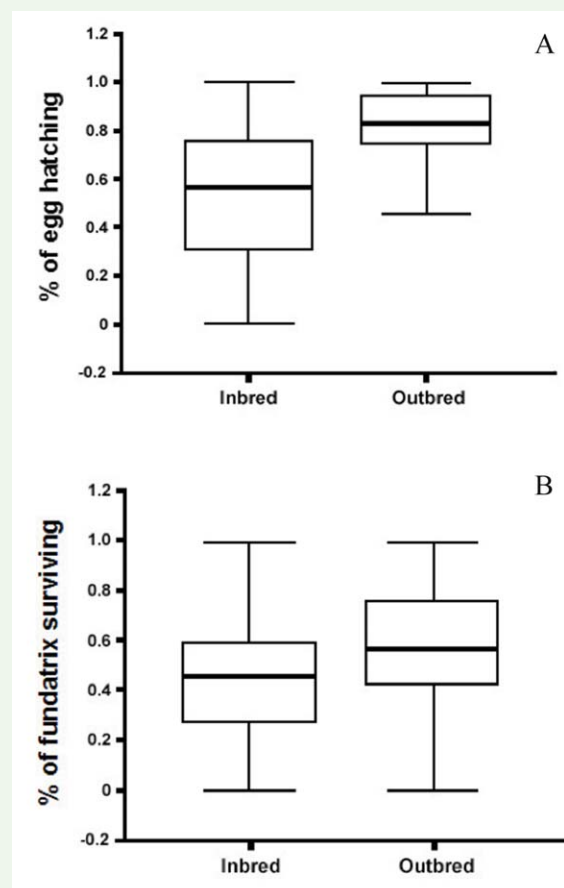 A
% of egg hatching
1.2
1.0
0.8
0.6
0.4
0.2
0
-0.2
Inbred Outbred
B
% of fundatrix surviving
1.2
1.0
0.8
0.6
0.4
0.2
0
-0.2
Inbred Outbred